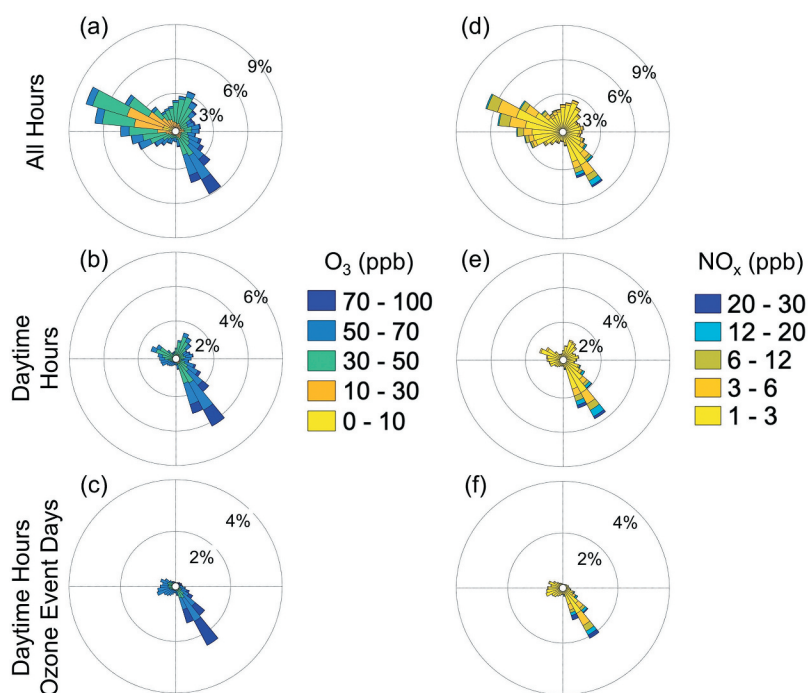 (a)
9%
6%
3%
All Hours
(d)
9%
6%
3%
(b)
6%
4%
2%
Daytime
Hours
O₃ (ppb)
70 - 100
50 - 70
30 - 50
10 - 30
0 - 10
(e)
6%
4%
2%
NOₓ (ppb)
20 - 30
12 - 20
6 - 12
3 - 6
1 - 3
(c)
4%
2%
Daytime Hours
Ozone Event Days
(f)
4%
2%